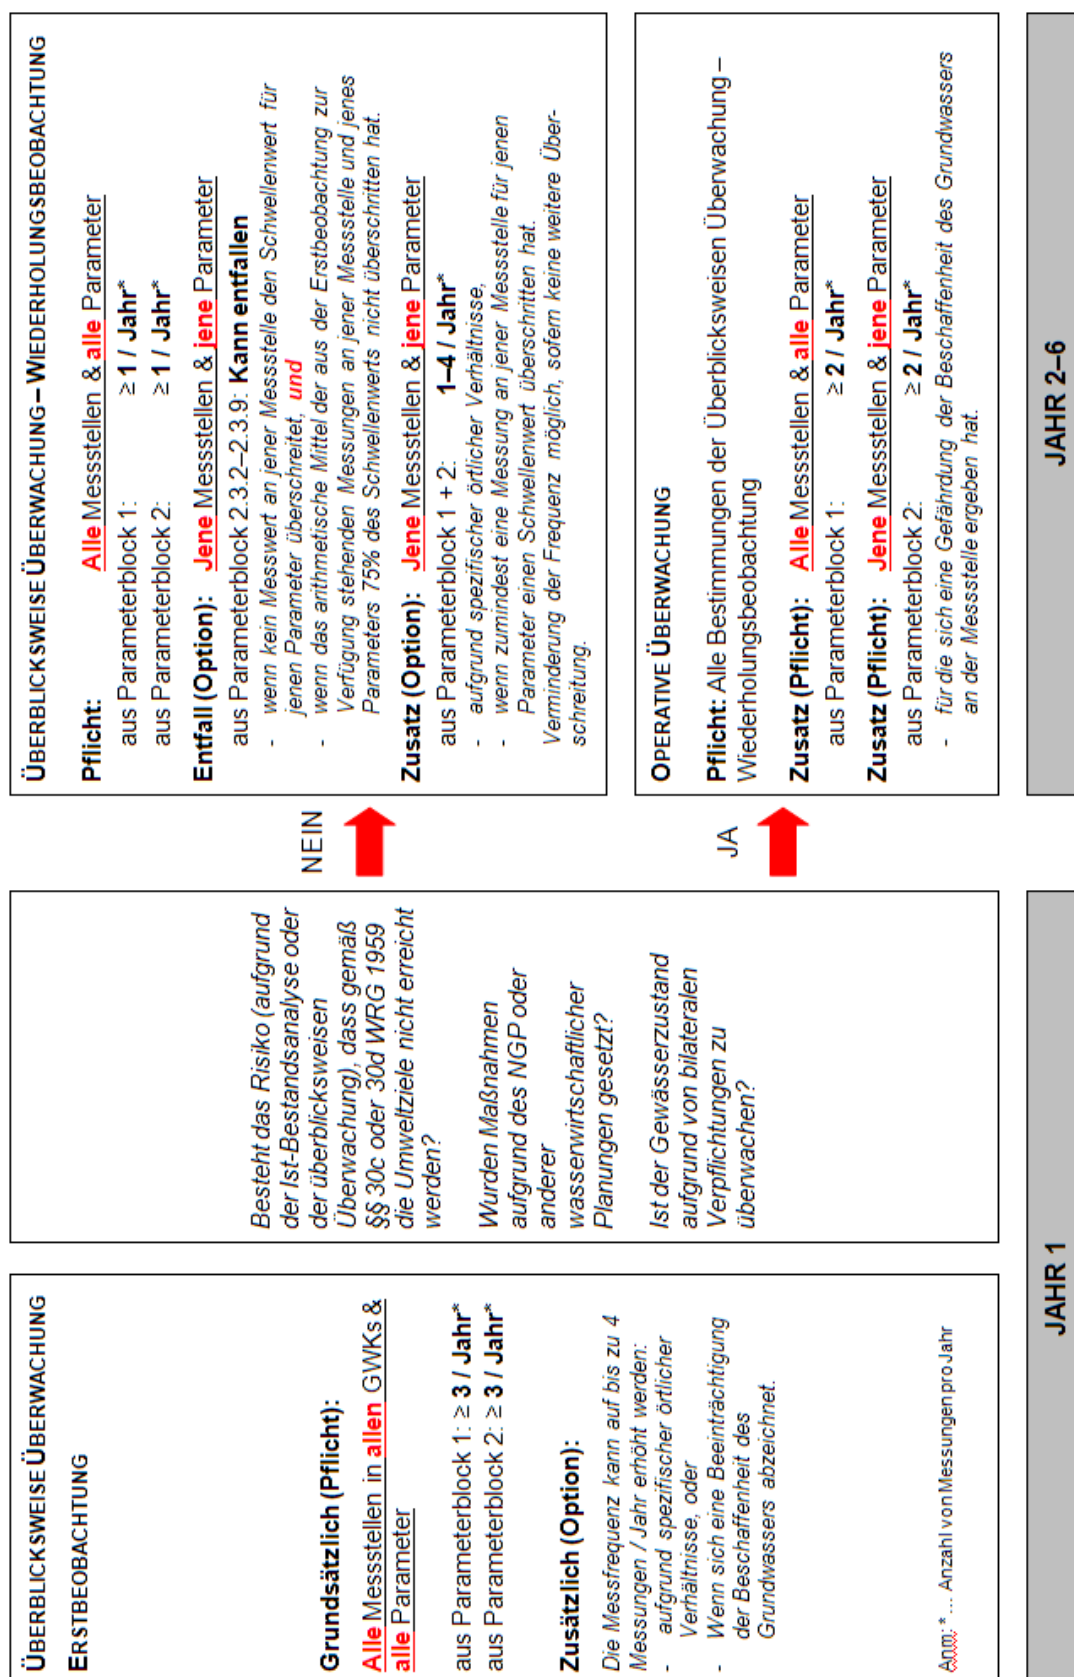 ÜBERBLICKSWEISE ÜBERWACHUNG
ERSTBEOBACHTUNG
Grundsätzlich (Pflicht):
Alle Messstellen in allen GWKs &
alle Parameter
aus Parameterblock 1: ≥ 3 / Jahr*
aus Parameterblock 2: ≥ 3 / Jahr*
Zusätzlich (Option):
Die Messfrequenz kann auf bis zu 4
Messungen / Jahr erhöht werden:
- aufgrund spezifischer örtlicher
Verhältnisse, oder
- Wenn sich eine Beeinträchtigung
der Beschaffenheit des
Grundwassers abzeichnet.
Anm: * … Anzahl von Messungen pro Jahr
JAHR 1
Besteht das Risiko (aufgrund
der Ist-Bestandsanalyse oder
der überblicksweisen
Überwachung), dass gemäß
§§ 30c oder 30d WRG 1959
die Umweltziele nicht erreicht
werden?
Wurden Maßnahmen
aufgrund des NGP oder
anderer
wasserwirtschaftlicher
Planungen gesetzt?
Ist der Gewässerzustand
aufgrund von bilateralen
Verpflichtungen zu
überwachen?
NEIN
JA
ÜBERBLICKSWEISE ÜBERWACHUNG – WIEDERHOLUNGSBEOBACHTUNG
Pflicht: Alle Messstellen & alle Parameter
aus Parameterblock 1: ≥ 1 / Jahr*
aus Parameterblock 2: ≥ 1 / Jahr*
Entfall (Option): Jene Messstellen & jene Parameter
aus Parameterblock 2.3.2–2.3.9: Kann entfallen
- wenn kein Messwert an jener Messstelle den Schwellenwert für
jenen Parameter überschreitet, und
- wenn das arithmetische Mittel der aus der Erstbeobachtung zur
Verfügung stehenden Messungen an jener Messstelle und jenes
Parameters 75% des Schwellenwerts nicht überschritten hat.
Zusatz (Option): Jene Messstellen & jene Parameter
aus Parameterblock 1 + 2: 1–4 / Jahr*
- aufgrund spezifischer örtlicher Verhältnisse,
- wenn zumindest eine Messung an jener Messstelle für jenen
Parameter einen Schwellenwert überschritten hat.
Verminderung der Frequenz möglich, sofern keine weitere Über-
schreitung.
OPERATIVE ÜBERWACHUNG
Pflicht: Alle Bestimmungen der Überblicksweisen Überwachung –
Wiederholungsbeobachtung
Zusatz (Pflicht): Alle Messstellen & alle Parameter
aus Parameterblock 1: ≥ 2 / Jahr*
Zusatz (Pflicht): Jene Messstellen & jene Parameter
aus Parameterblock 2: ≥ 2 / Jahr*
- für die sich eine Gefährdung der Beschaffenheit des Grundwassers
an der Messstelle ergeben hat.
JAHR 2–6